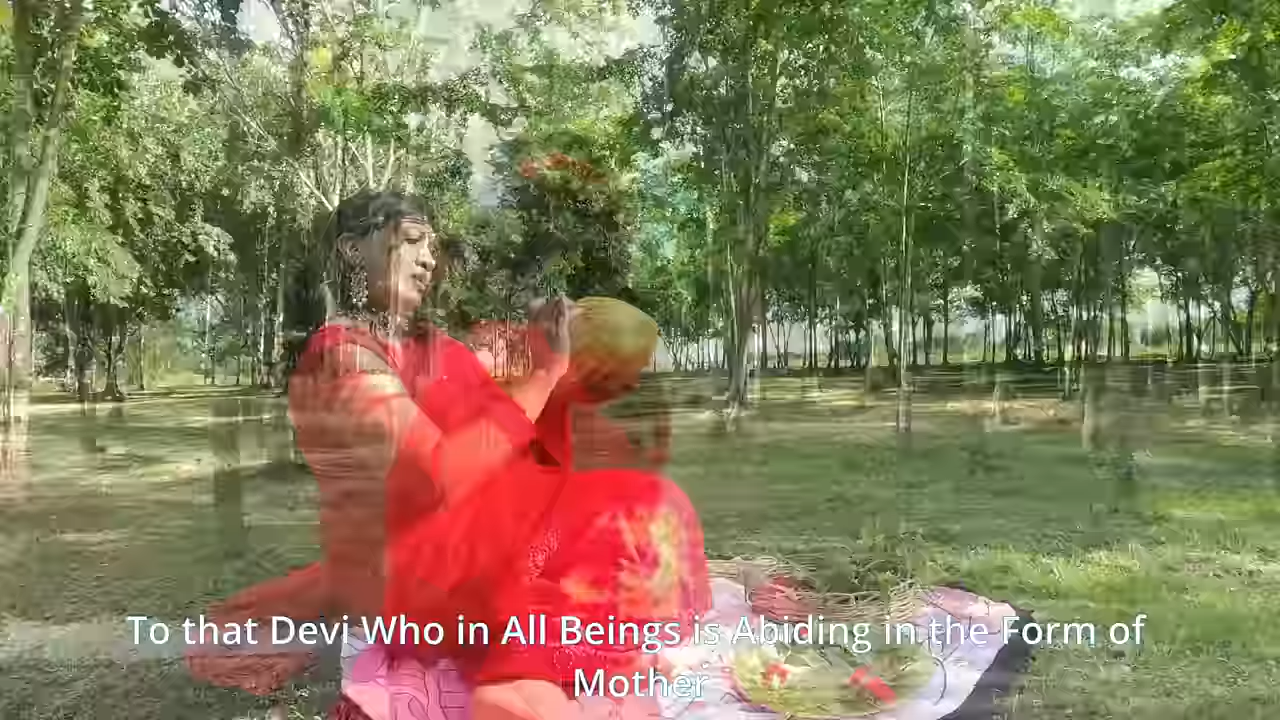 To that Devi Who in All Beings is Abiding in the Form of
Mother